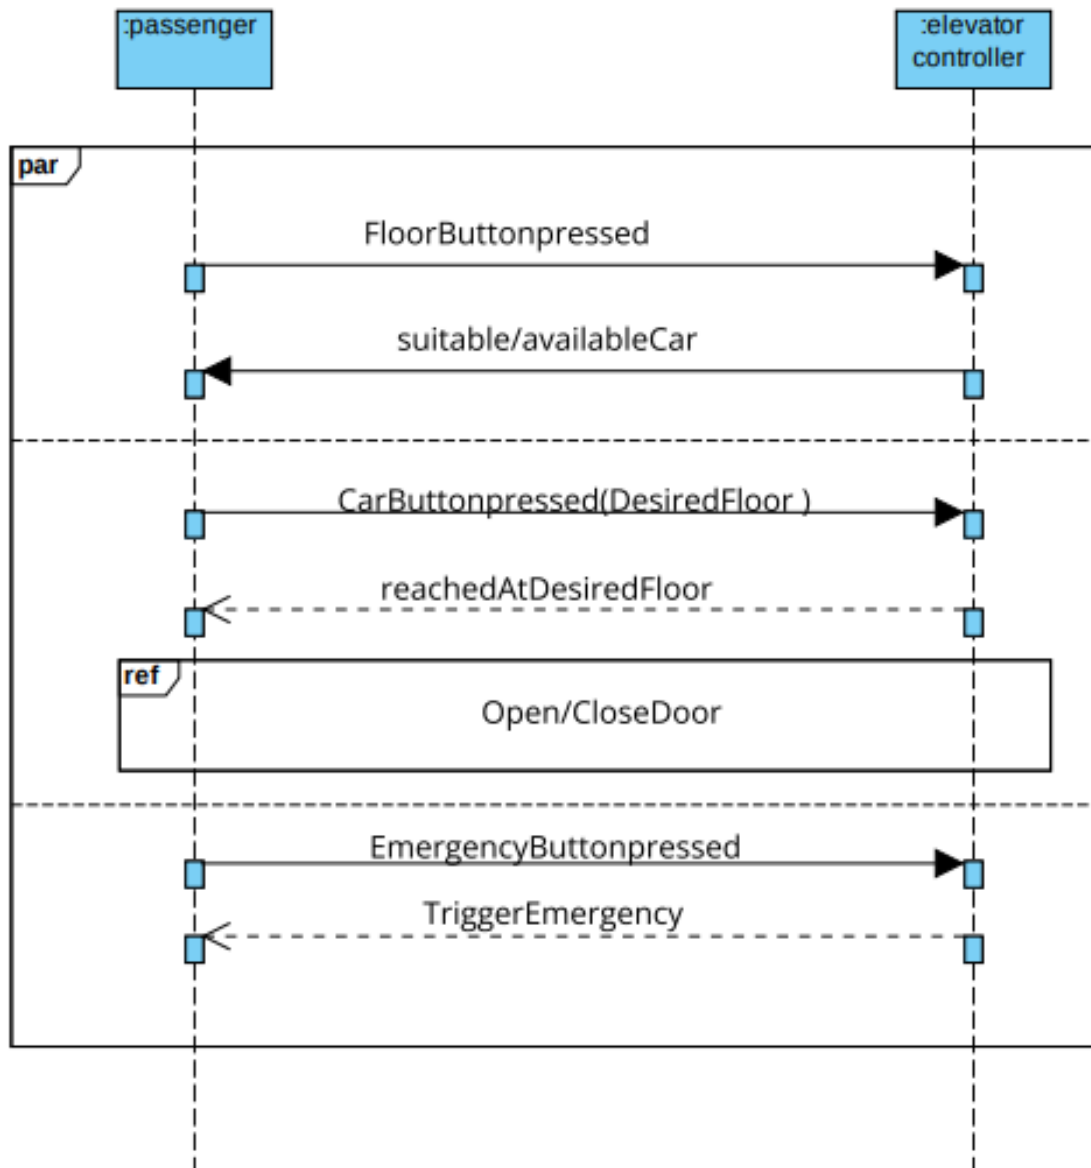 :passenger
:elevator
controller
par
FloorButtonpressed
suitable/availableCar
CarButtonpressed(DesiredFloor )
reachedAtDesiredFloor
ref
Open/CloseDoor
EmergencyButtonpressed
TriggerEmergency